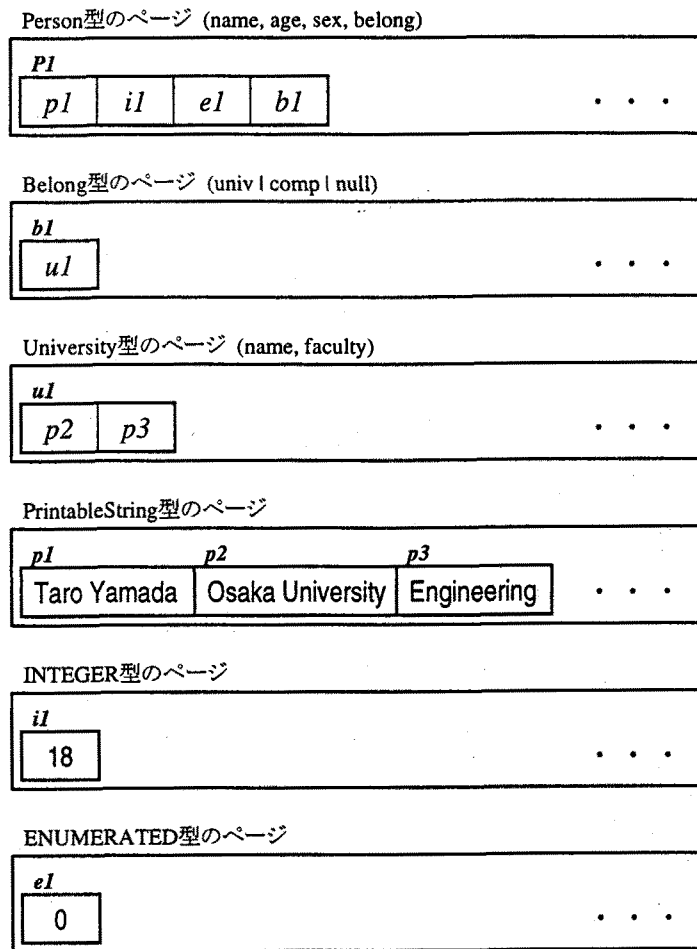 Person型のページ (name, age, sex, belong)
P1
p1 i1 e1 b1 . . .
Belong型のページ (univ | comp | null)
b1
u1 . . .
University型のページ (name, faculty)
u1
p2 p3 . . .
PrintableString型のページ
p1 p2 p3
Taro Yamada Osaka University Engineering . . .
INTEGER型のページ
i1
18 . . .
ENUMERATED型のページ
e1
0 . . .